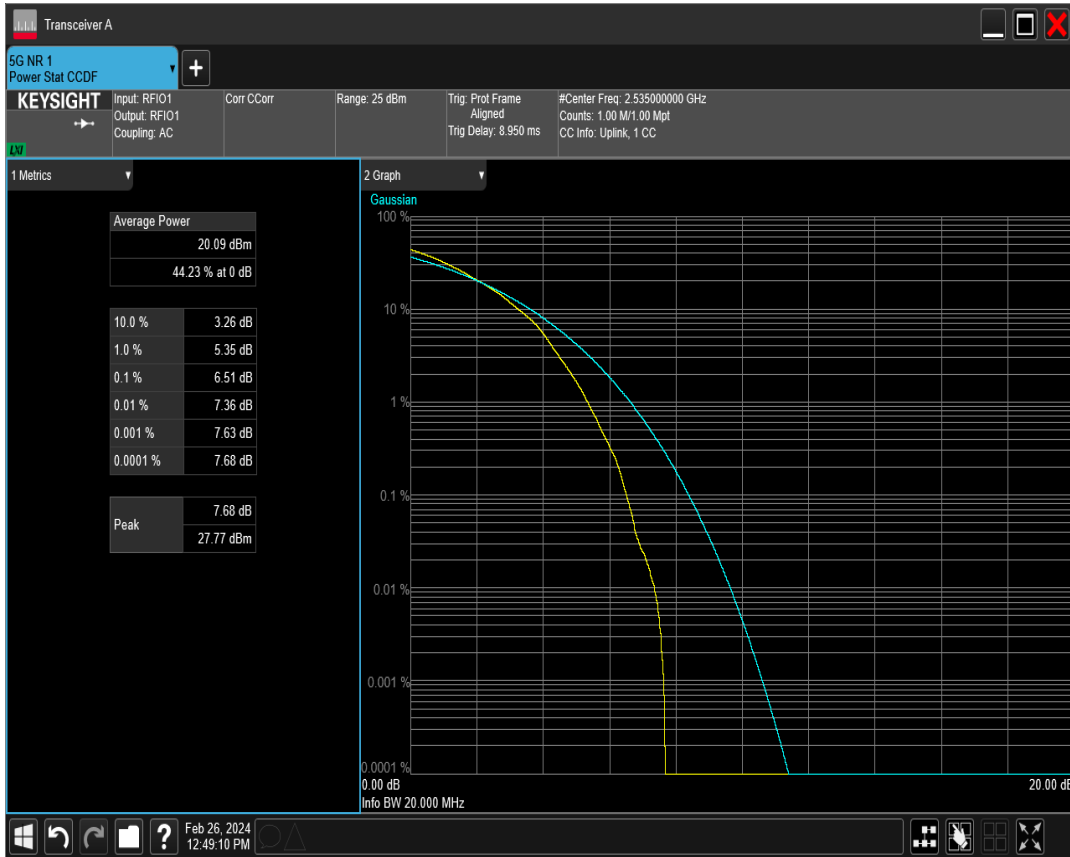 Transceiver A
5G NR 1
Power Stat CCDF
KEYSIGHT
LXI
Input: RFIO1
Output: RFIO1
Coupling: AC
Corr CCorr
Range: 25 dBm
Trig: Prot Frame
Aligned
Trig Delay: 8.950 ms
#Center Freq: 2.535000000 GHz
Counts: 1.00 M/1.00 Mpt
CC Info: Uplink, 1 CC
1 Metrics
Average Power
20.09 dBm
44.23 % at 0 dB
10.0 % 3.26 dB
1.0 % 5.35 dB
0.1 % 6.51 dB
0.01 % 7.36 dB
0.001 % 7.63 dB
0.0001 % 7.68 dB
Peak
7.68 dB
27.77 dBm
2 Graph
Gaussian
100 %
10 %
1 %
0.1 %
0.01 %
0.001 %
0.0001 %
0.00 dB 20.00 dB
Info BW 20.000 MHz
?
Feb 26, 2024
12:49:10 PM